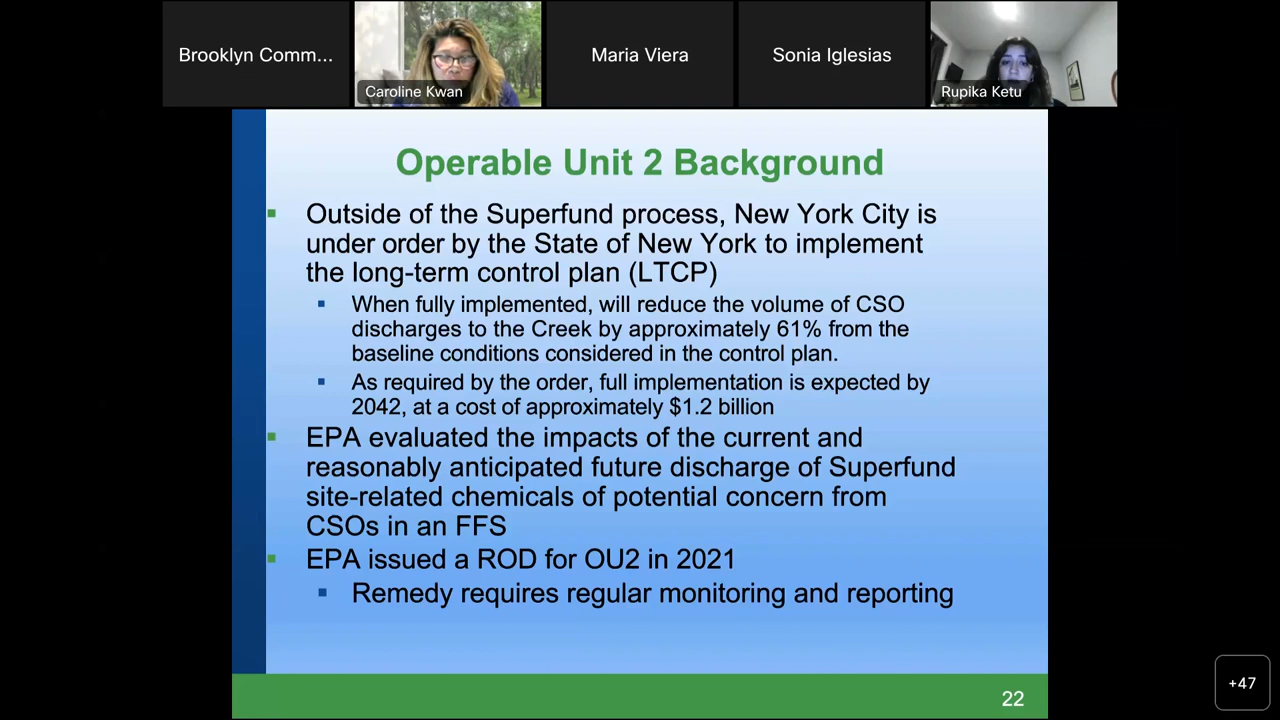 Brooklyn Comm...
Caroline Kwan
Maria Viera
Sonia Iglesias
Rupika Ketu
Operable Unit 2 Background
Outside of the Superfund process, New York City is
under order by the State of New York to implement
the long-term control plan (LTCP)
When fully implemented, will reduce the volume of CSO
discharges to the Creek by approximately 61% from the
baseline conditions considered in the control plan.
As required by the order, full implementation is expected by
2042, at a cost of approximately $1.2 billion
EPA evaluated the impacts of the current and
reasonably anticipated future discharge of Superfund
site-related chemicals of potential concern from
CSOs in an FFS
EPA issued a ROD for OU2 in 2021
Remedy requires regular monitoring and reporting
22
+47